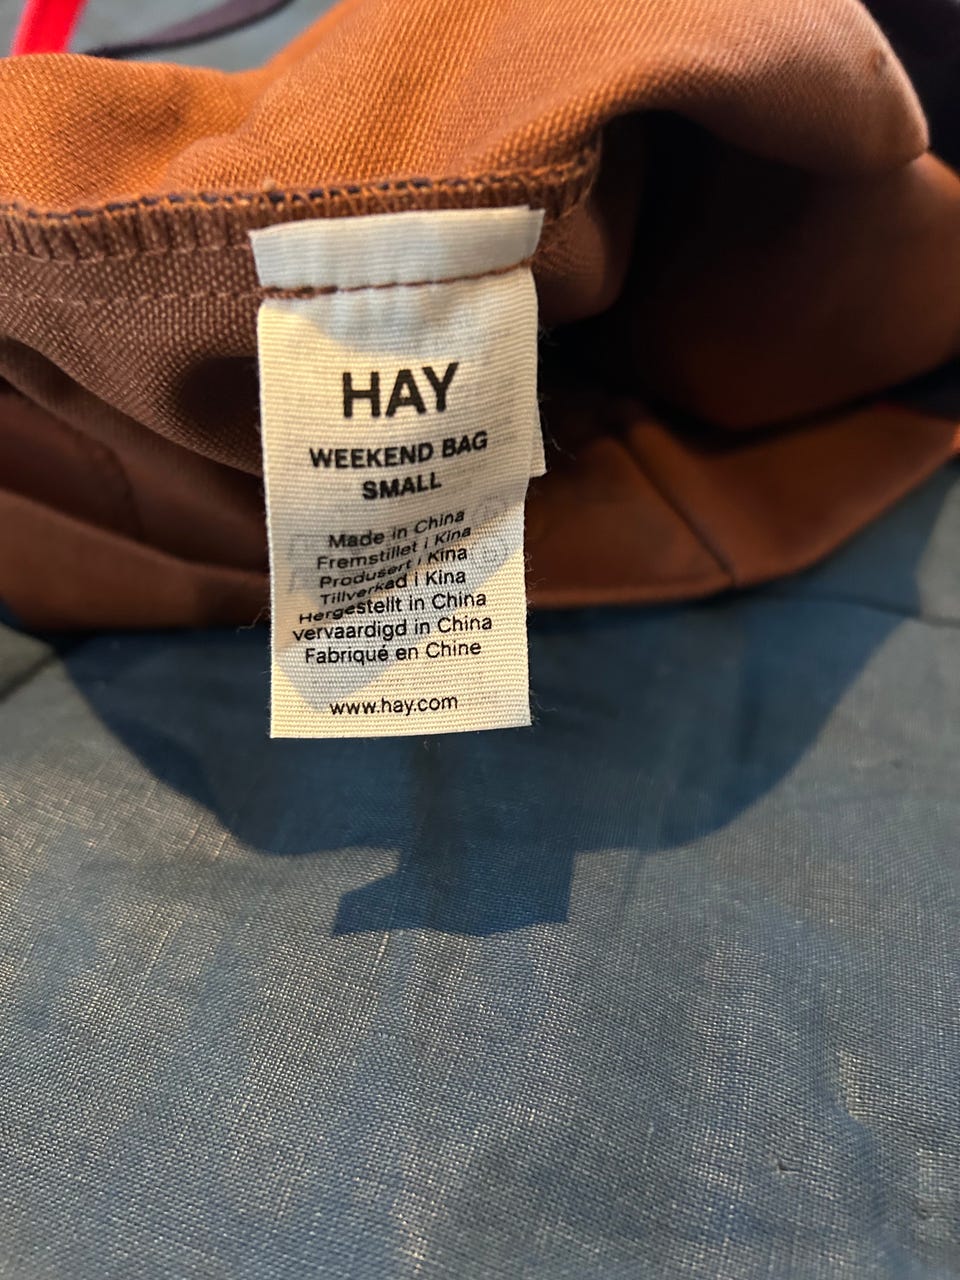 HAY
WEEKEND BAG
SMALL
Made in China
Fremstillet i Kina
Produsert i Kina
Tillverkad i Kina
Hergestellt in China
vervaardigd in China
Fabriqué en Chine
www.hay.com